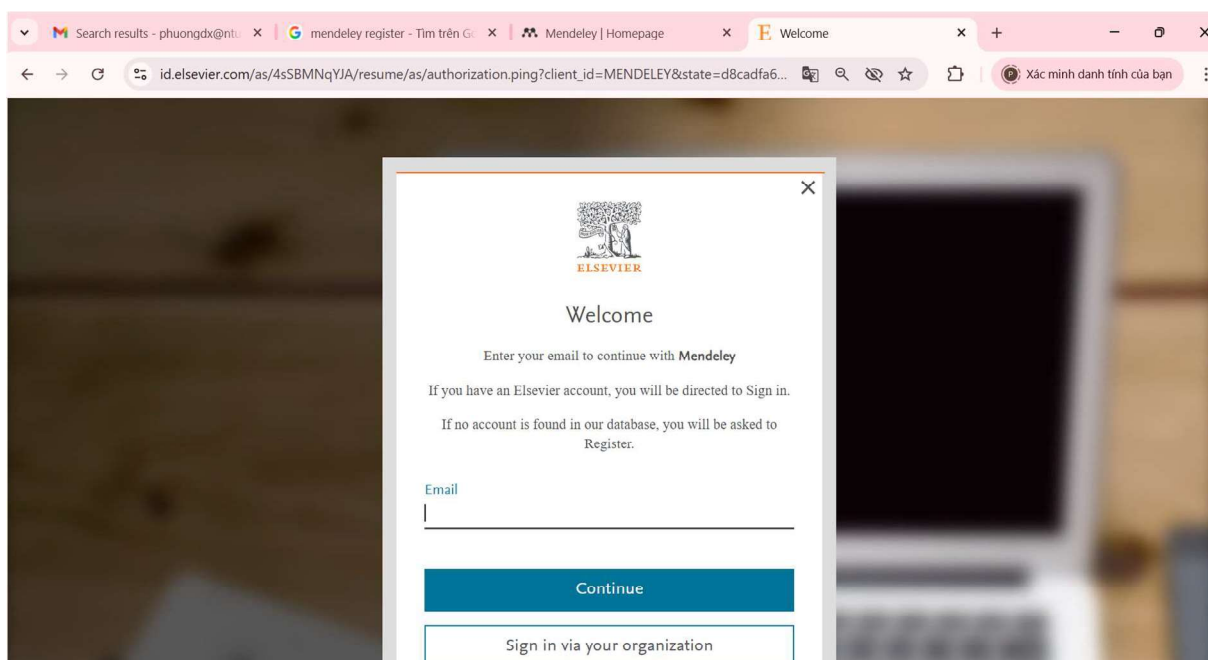 Search results - phuongdx@ntu
mendeley register - Tìm trên Go
Mendeley | Homepage
Welcome
id.elsevier.com/as/4sSBMNqYJA/resume/as/authorization.ping?client_id=MENDELEY&state=d8cadfa6...
P
Xác minh danh tính của bạn
ELSEVIER
Welcome
Enter your email to continue with Mendeley
If you have an Elsevier account, you will be directed to Sign in.
If no account is found in our database, you will be asked to
Register.
Email
Continue
Sign in via your organization